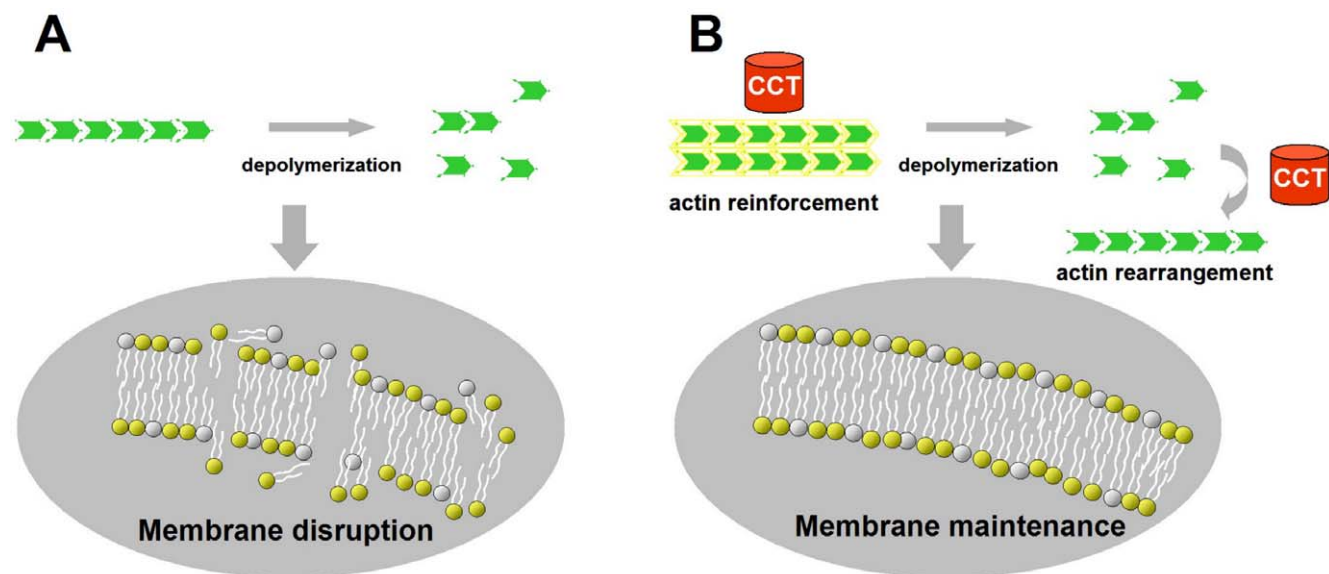 A
depolymerization
Membrane disruption
B
CCT
actin reinforcement
depolymerization
CCT
actin rearrangement
Membrane maintenance